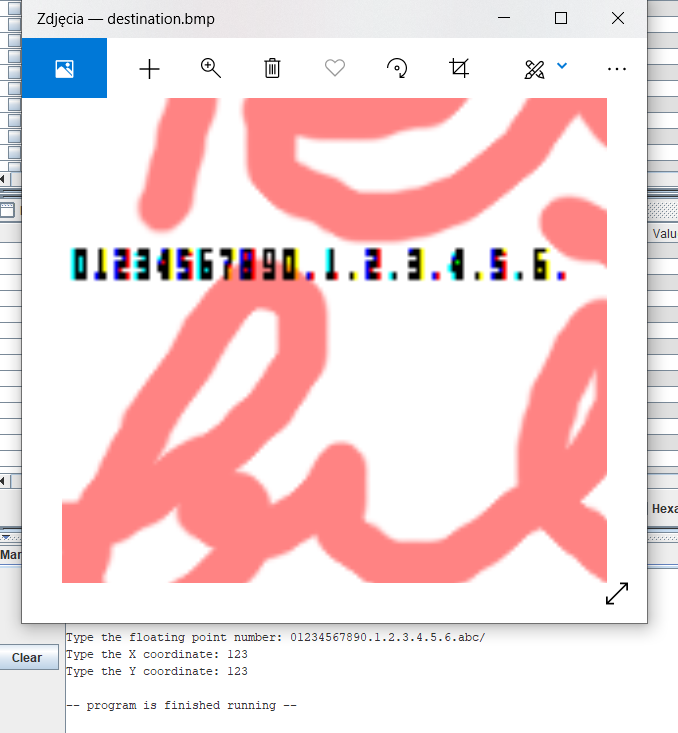 Zdjęcia — destination.bmp
01234567890.1.2.3.4.5.6.
Valu
Hexa
Mar
Type the floating point number: 01234567890.1.2.3.4.5.6.abc/
Type the X coordinate: 123
Clear
Type the Y coordinate: 123
-- program is finished running --